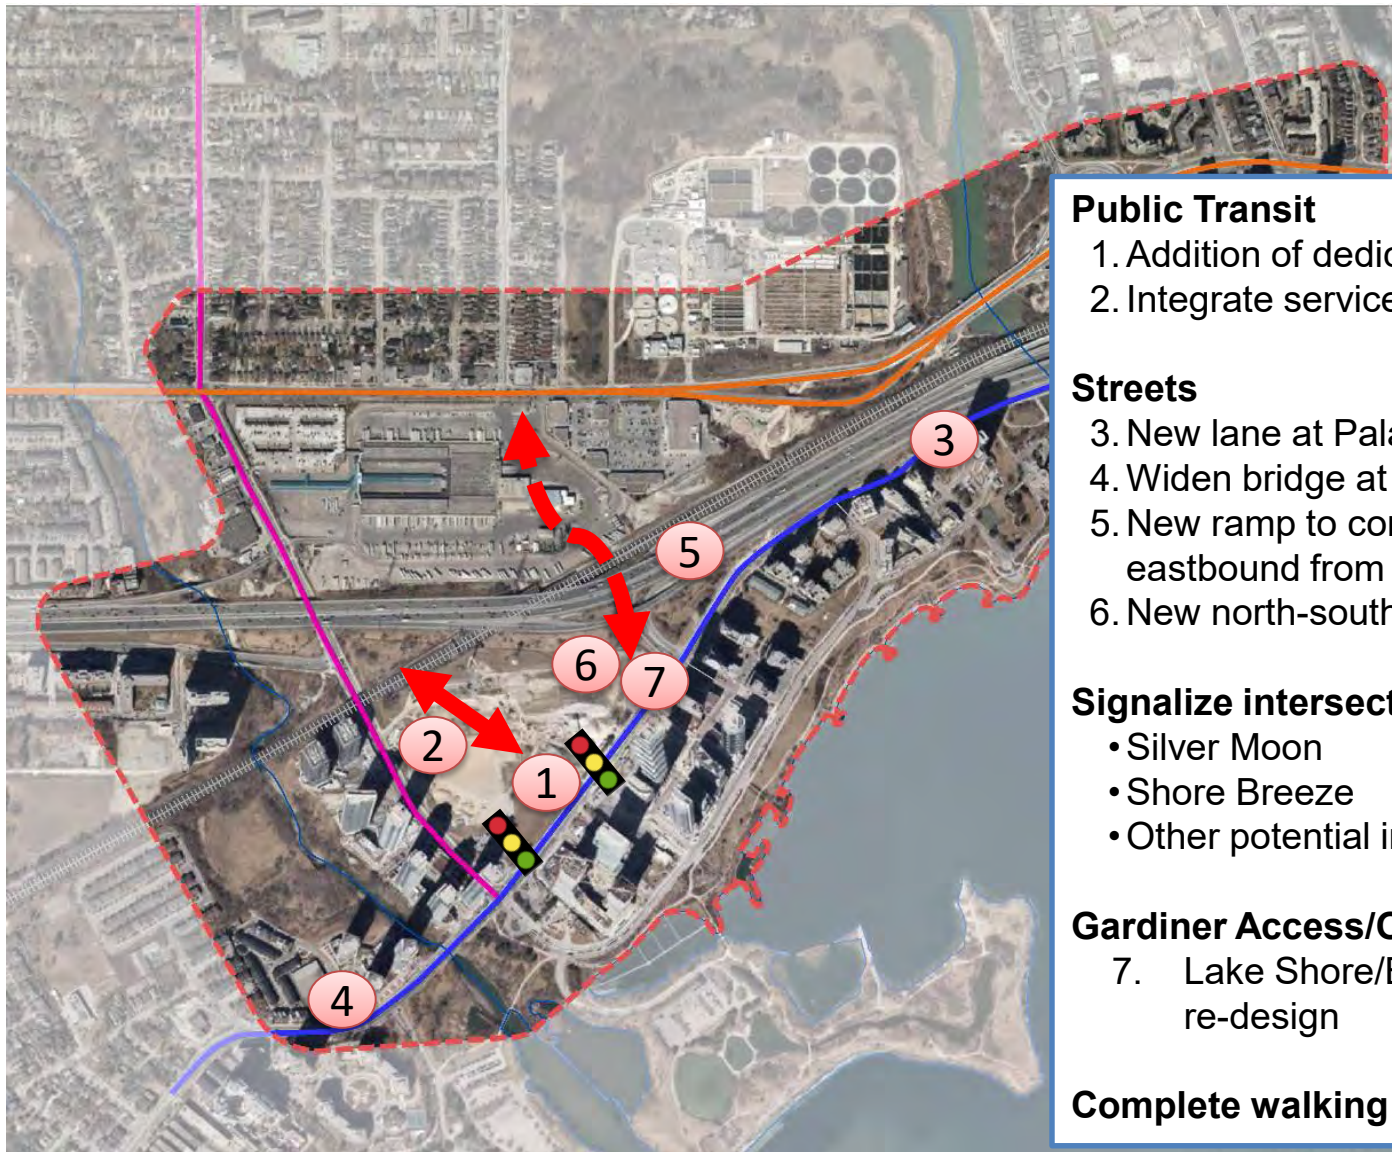 Public Transit
1. Addition of dedic
2. Integrate service
Streets
3. New lane at Pala
4. Widen bridge at
5. New ramp to con
eastbound from
6. New north-south
Signalize intersect
• Silver Moon
• Shore Breeze
• Other potential in
Gardiner Access/C
7. Lake Shore/E
re-design
Complete walking
3
5
6
7
2
1
4